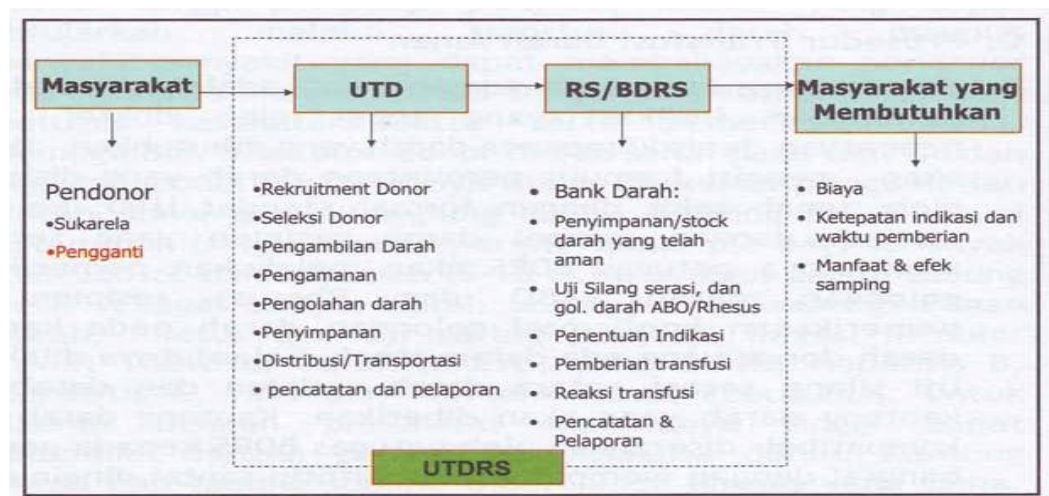 Masyarakat
UTD
RS/BDRS
Masyarakat yang
Membutuhkan
Pendonor
•Sukarela
•Pengganti
•Rekruitment Donor
•Seleksi Donor
•Pengambilan Darah
•Pengamanan
•Pengolahan darah
•Penyimpanan
•Distribusi/Transportasi
•pencatatan dan pelaporan
• Bank Darah:
Penyimpanan/stock
darah yang telah
aman
• Uji Silang serasi, dan
gol. darah ABO/Rhesus
• Penentuan Indikasi
• Pemberian transfusi
• Reaksi transfusi
• Pencatatan &
Pelaporan
• Biaya
• Ketepatan indikasi dan
waktu pemberian
• Manfaat & efek
samping
UTDRS